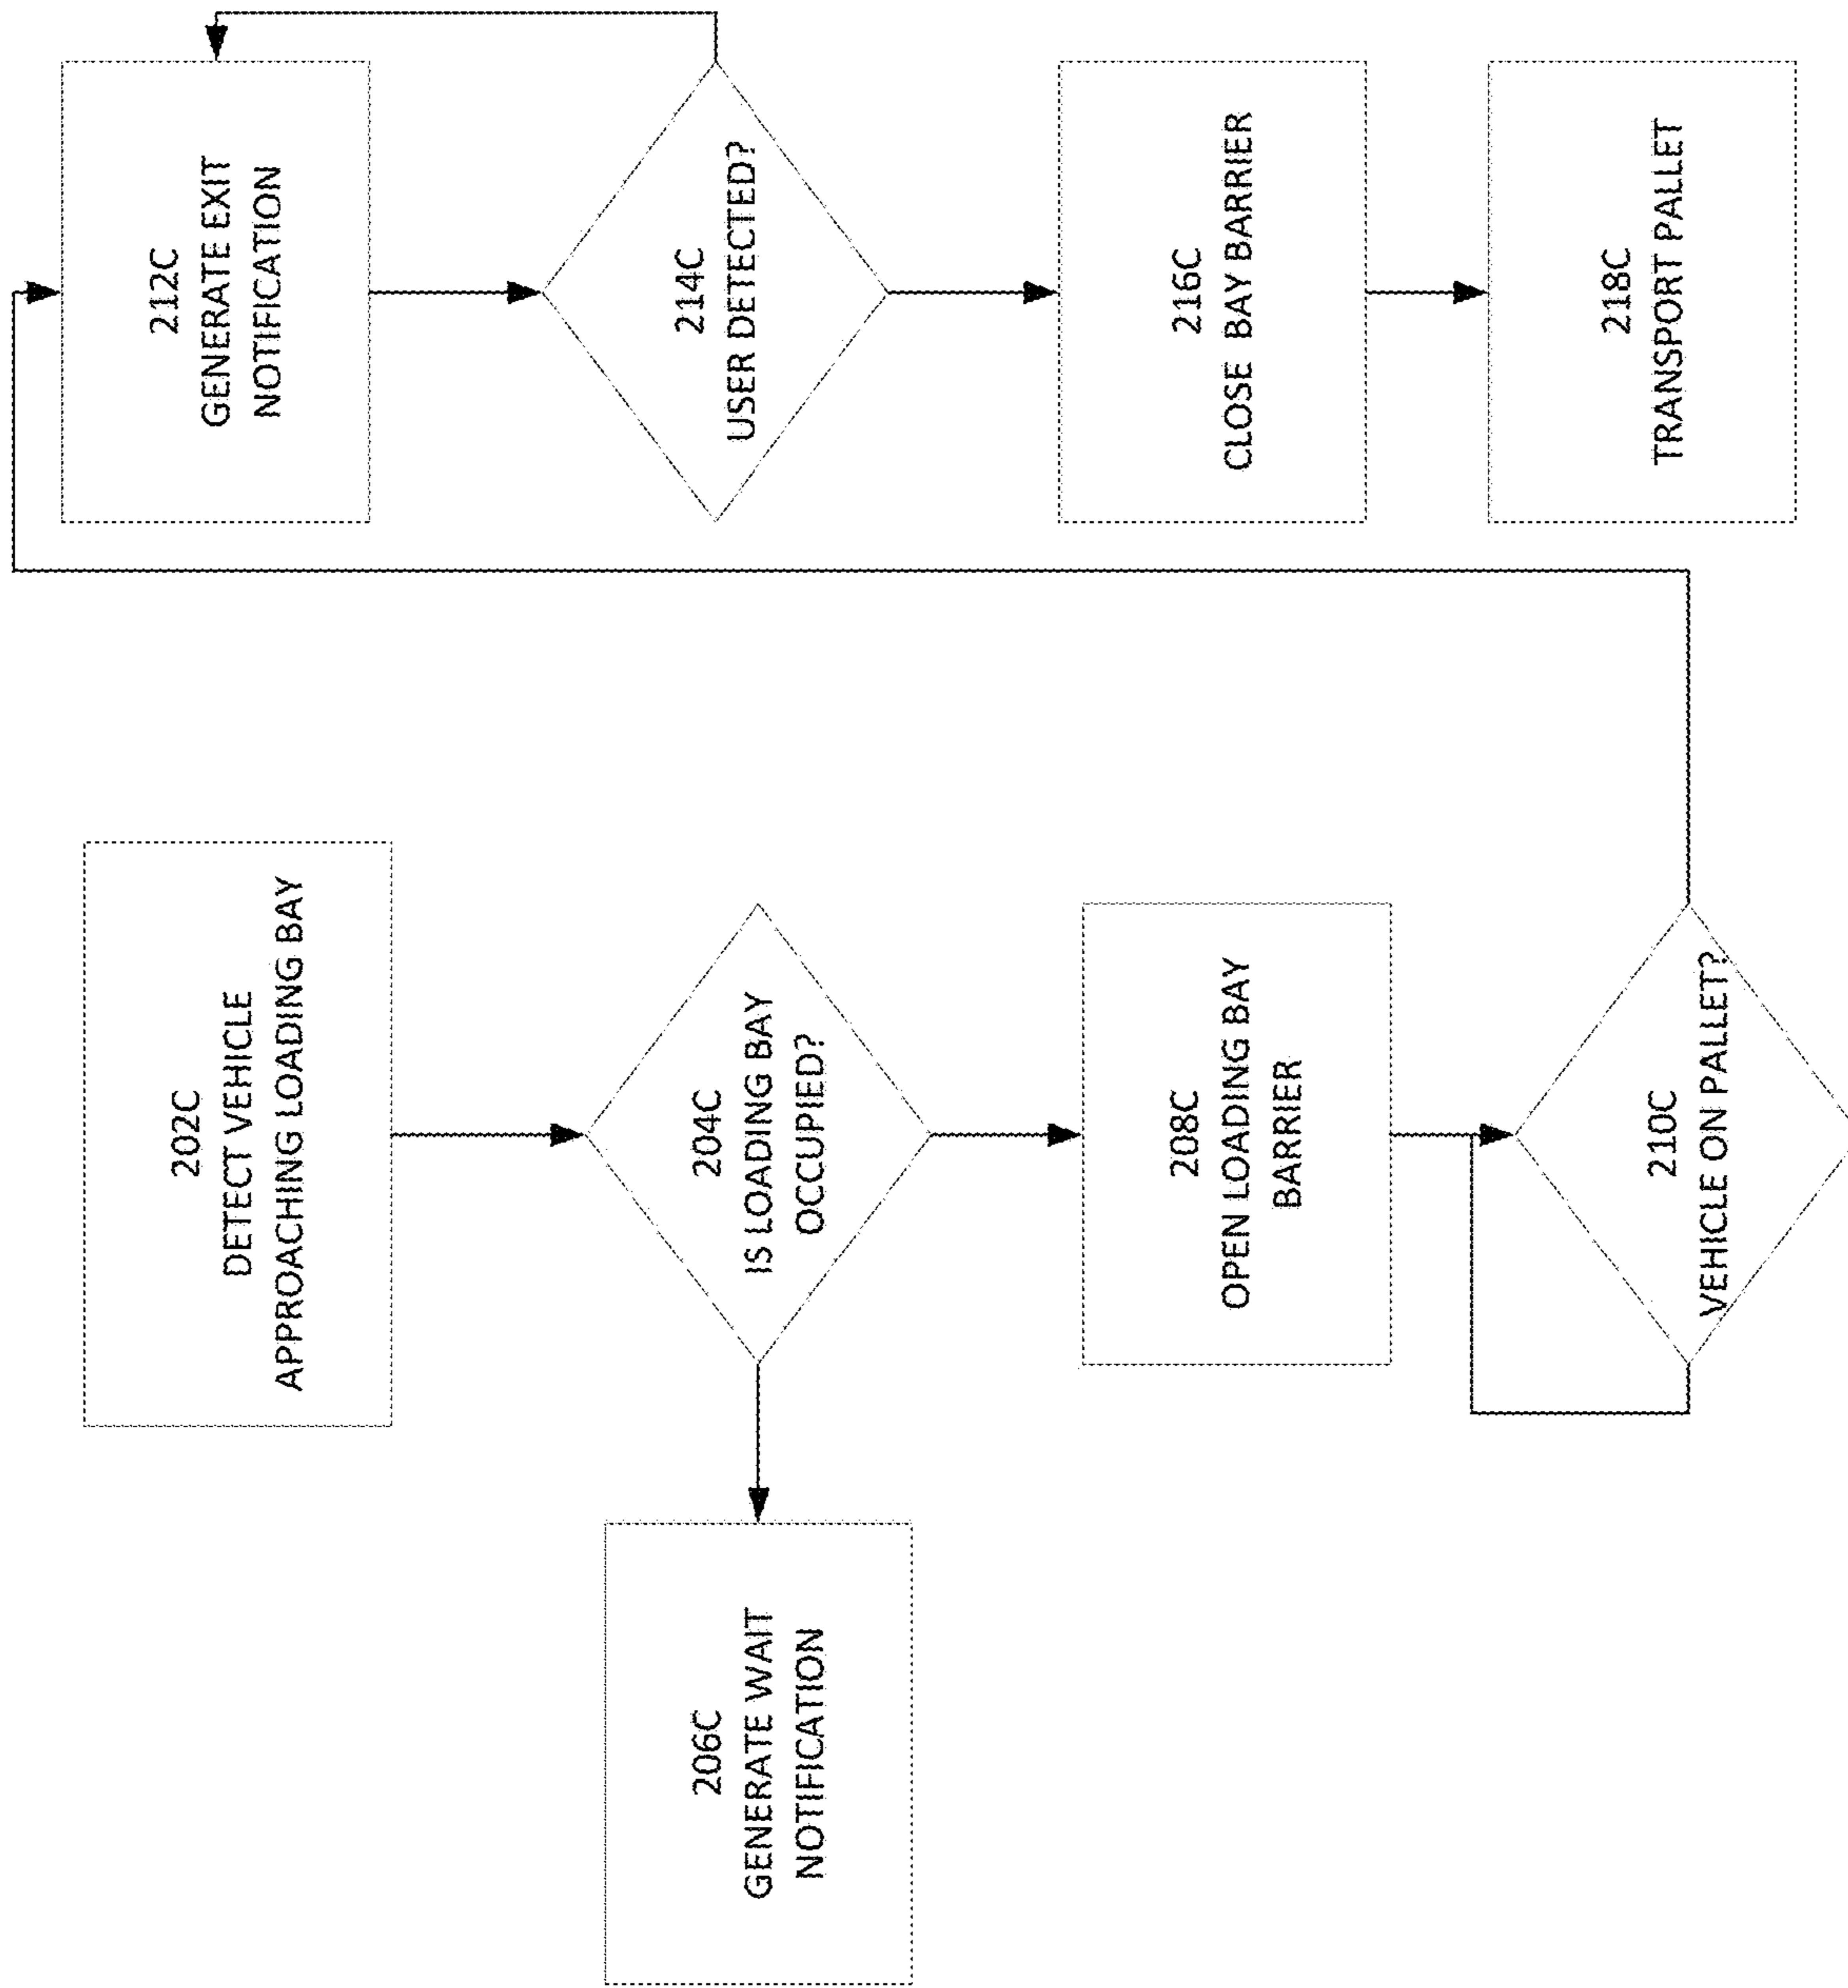 202C
DETECT VEHICLE
APPROACHING LOADING BAY
204C
IS LOADING BAY
OCCUPIED?
206C
GENERATE WAIT
NOTIFICATION
208C
OPEN LOADING BAY
BARRIER
210C
VEHICLE ON PALLET?
212C
GENERATE EXIT
NOTIFICATION
214C
USER DETECTED?
216C
CLOSE BAY BARRIER
218C
TRANSPORT PALLET